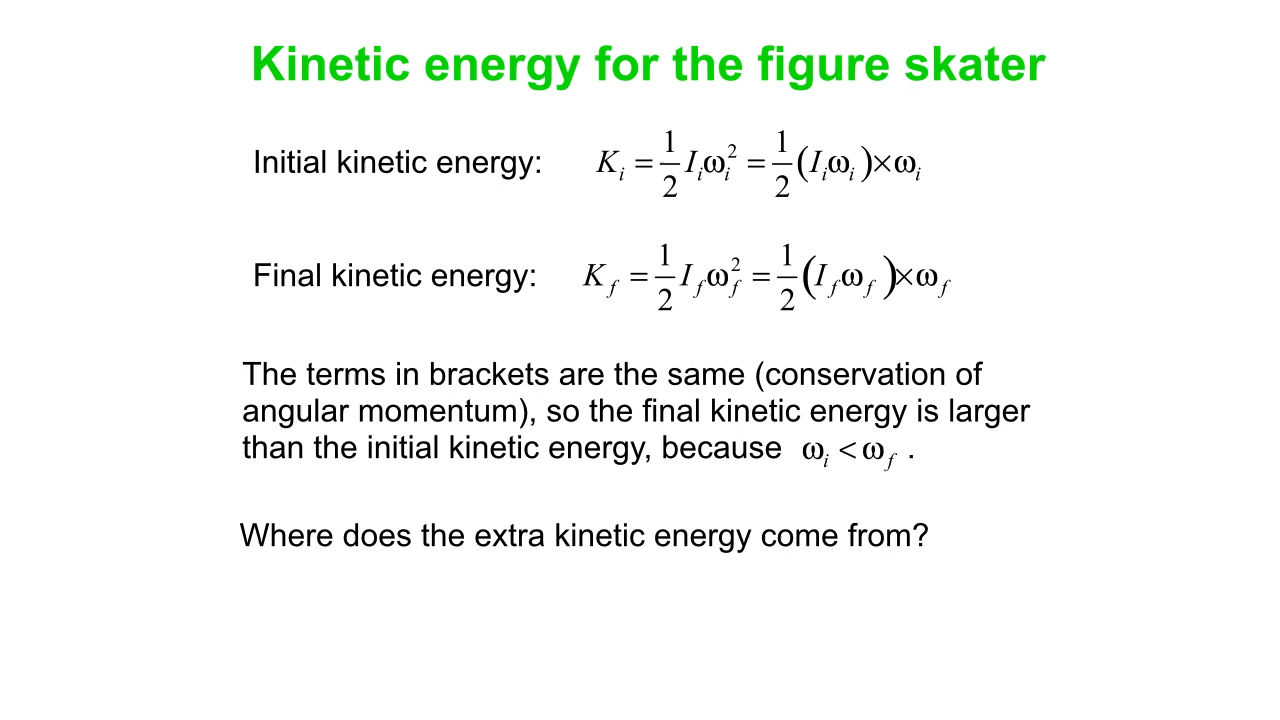 Kinetic energy for the figure skater
Initial kinetic energy: K_i = 1/2 I_i ω_i^2 = 1/2 (I_i ω_i) × ω_i
Final kinetic energy: K_f = 1/2 I_f ω_f^2 = 1/2 (I_f ω_f) × ω_f
The terms in brackets are the same (conservation of
angular momentum), so the final kinetic energy is larger
than the initial kinetic energy, because ω_i < ω_f .
Where does the extra kinetic energy come from?